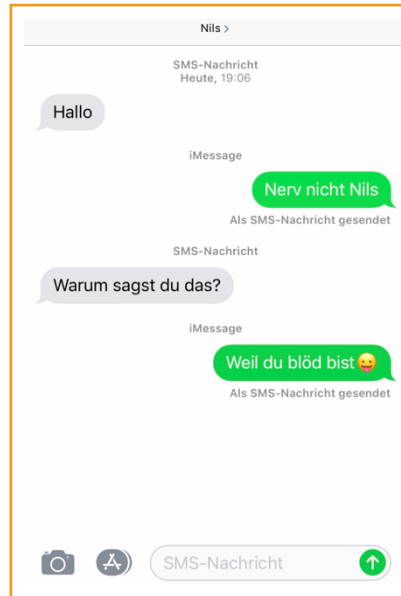 Nils >
SMS-Nachricht
Heute, 19:06
Hallo
iMessage
Nerv nicht Nils
Als SMS-Nachricht gesendet
SMS-Nachricht
Warum sagst du das?
iMessage
Weil du blöd bist😛
Als SMS-Nachricht gesendet
SMS-Nachricht